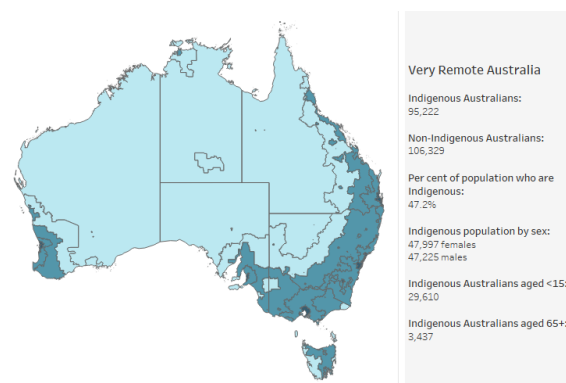 Very Remote Australia
Indigenous Australians:
95,222
Non-Indigenous Australians:
106,329
Per cent of population who are
Indigenous:
47.2%
Indigenous population by sex:
47,997 females
47,225 males
Indigenous Australians aged <15:
29,610
Indigenous Australians aged 65+:
3,437